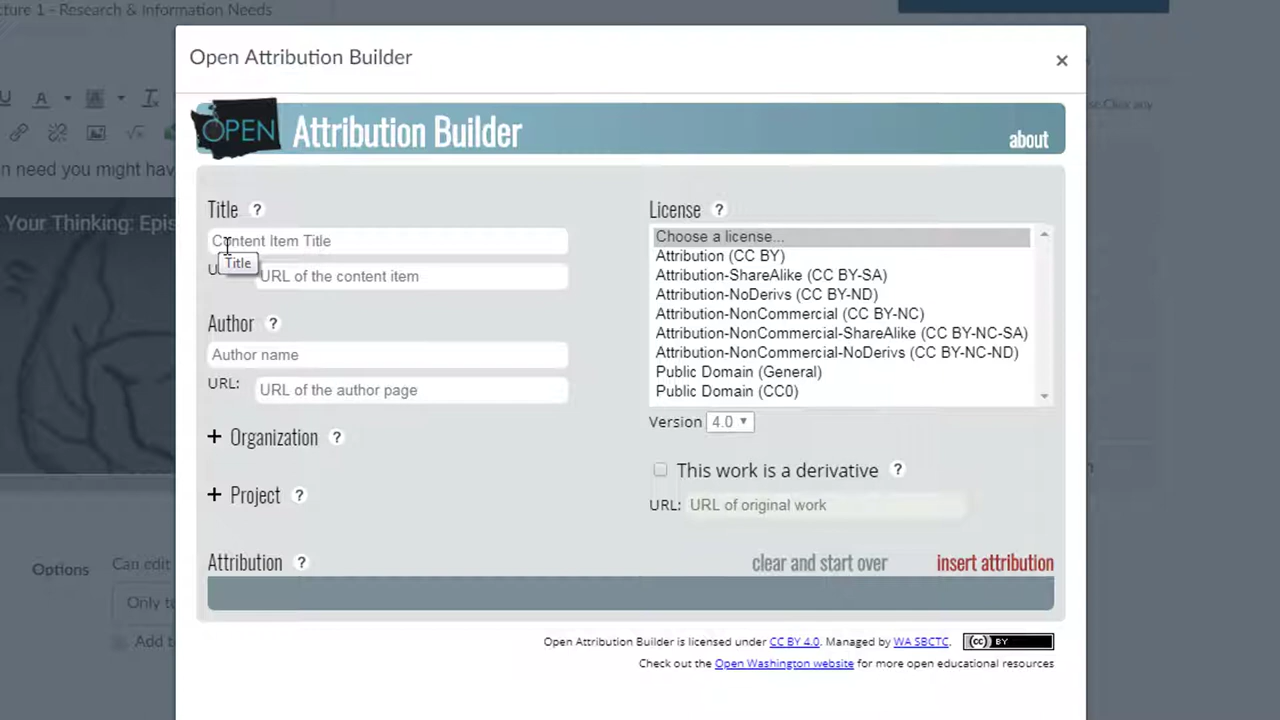 cture 1 - Research & Information Needs
Open Attribution Builder
×
OPEN Attribution Builder
about
n need you might hav
Your Thinking: Epis
Title ?
Content Item Title
Title
URL of the content item
Author ?
Author name
URL: URL of the author page
+ Organization ?
+ Project ?
License ?
Choose a license...
Attribution (CC BY)
Attribution-ShareAlike (CC BY-SA)
Attribution-NoDerivs (CC BY-ND)
Attribution-NonCommercial (CC BY-NC)
Attribution-NonCommercial-ShareAlike (CC BY-NC-SA)
Attribution-NonCommercial-NoDerivs (CC BY-NC-ND)
Public Domain (General)
Public Domain (CC0)
Version 4.0
This work is a derivative ?
URL: URL of original work
Attribution ?
clear and start over
insert attribution
Options
Can edit
Only t
Add t
Open Attribution Builder is licensed under CC BY 4.0. Managed by WA SBCTC.
(cc) BY
Check out the Open Washington website for more open educational resources